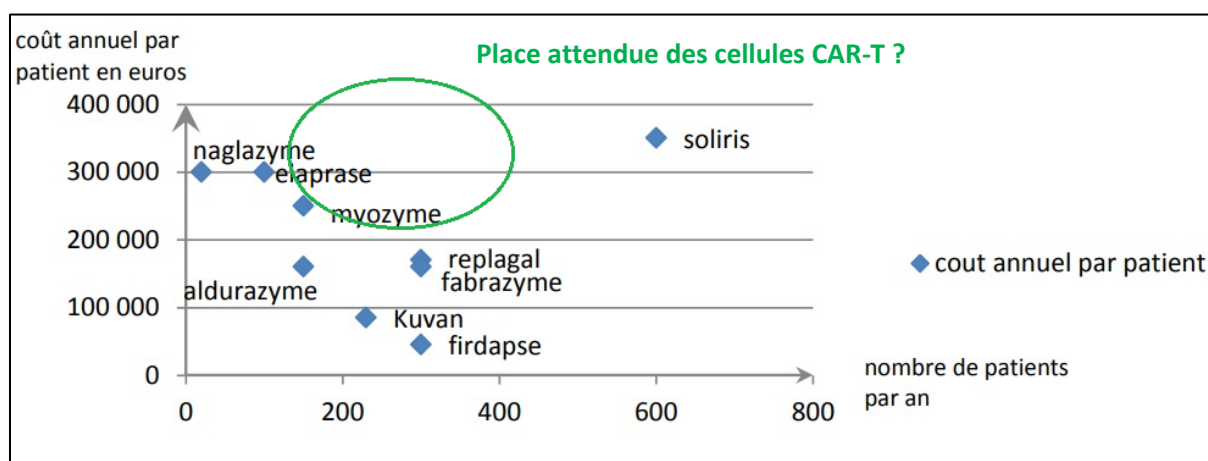 coût annuel par
patient en euros
Place attendue des cellules CAR-T ?
400 000
300 000
200 000
100 000
0
naglazyme
elaprase
myozyme
soliris
replagal
fabrazyme
aldurazyme
Kuvan
firdapse
cout annuel par patient
0 200 400 600 800
nombre de patients
par an